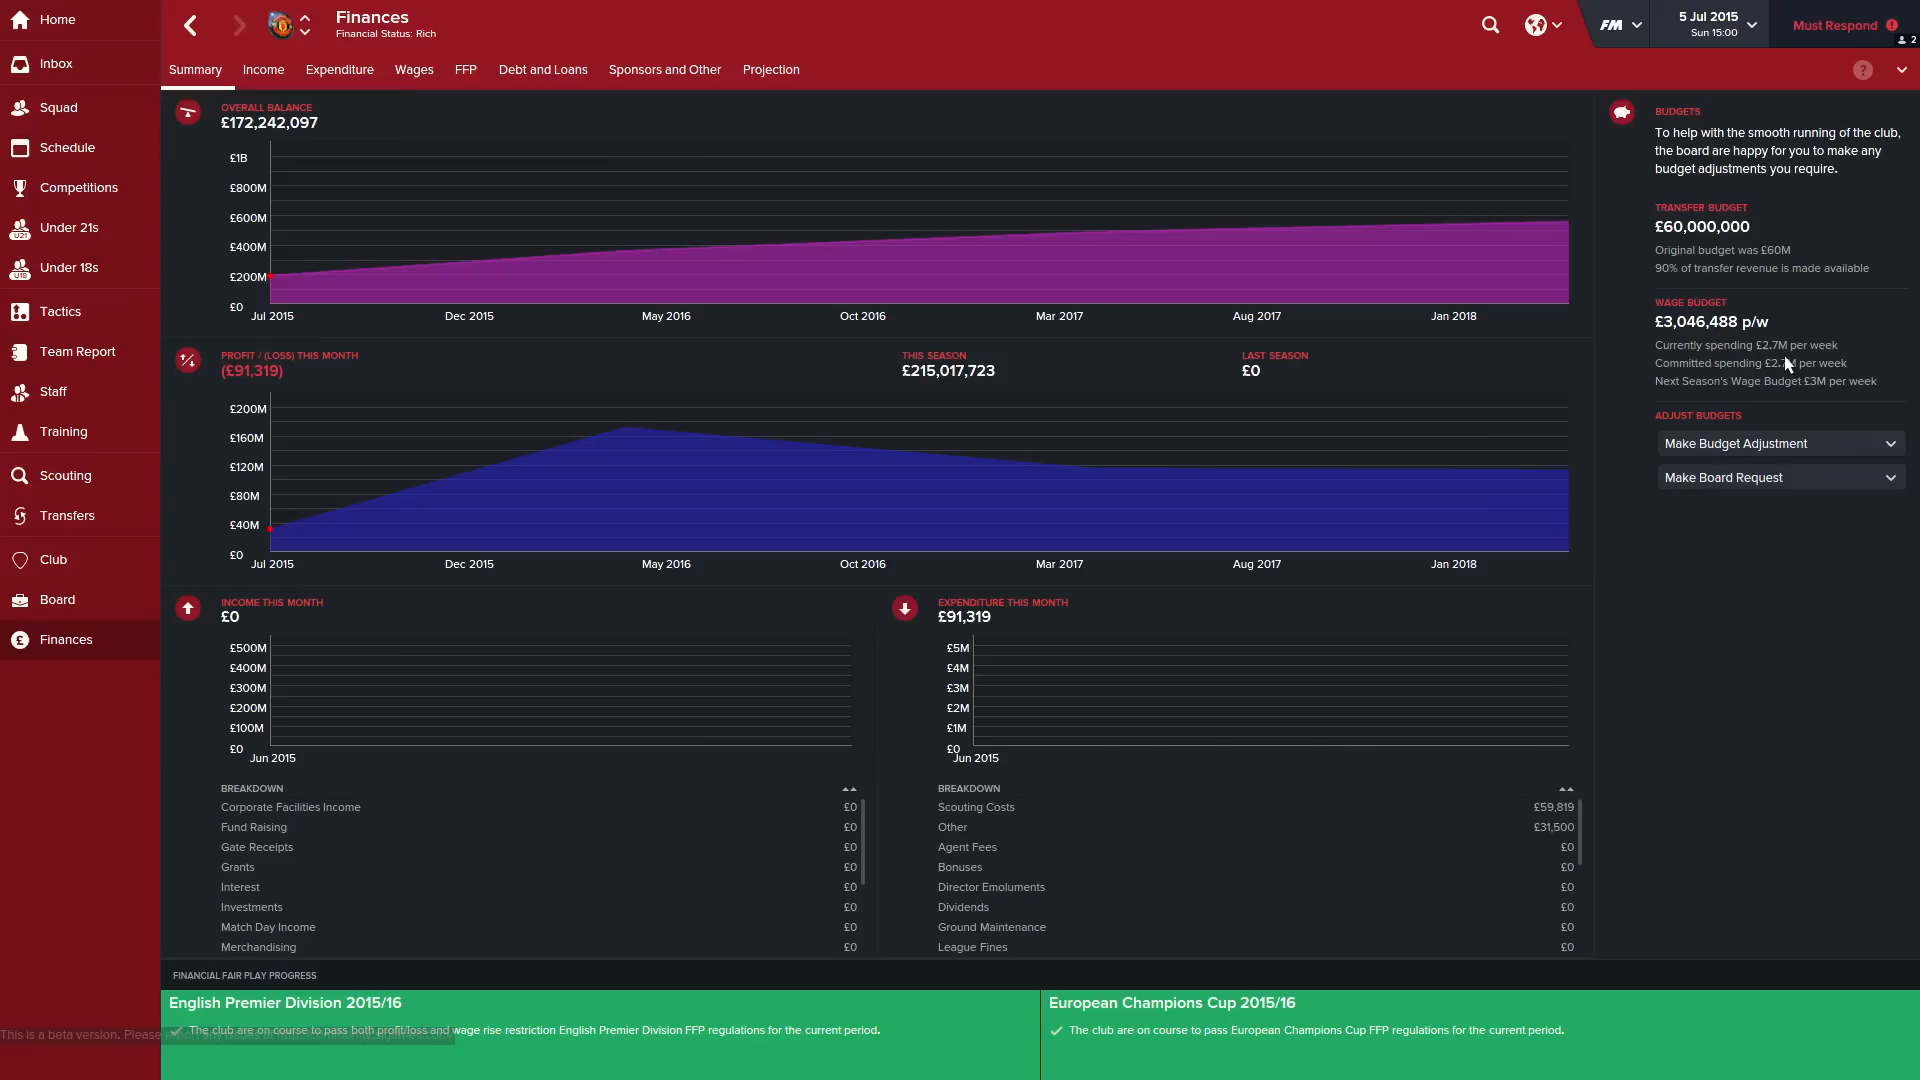 Home
Inbox
Squad
Schedule
Competitions
U21
Under 21s
U18
Under 18s
Tactics
Team Report
Staff
Training
Scouting
Transfers
Club
Board
£
Finances
Finances
Financial Status: Rich
FM
5 Jul 2015
Sun 15:00
Must Respond
2
Summary
Income
Expenditure
Wages
FFP
Debt and Loans
Sponsors and Other
Projection
?
OVERALL BALANCE
£172,242,097
£1B
£800M
£600M
£400M
£200M
£0
Jul 2015
Dec 2015
May 2016
Oct 2016
Mar 2017
Aug 2017
Jan 2018
PROFIT / (LOSS) THIS MONTH
(£91,319)
THIS SEASON
£215,017,723
LAST SEASON
£0
£200M
£160M
£120M
£80M
£40M
£0
Jul 2015
Dec 2015
May 2016
Oct 2016
Mar 2017
Aug 2017
Jan 2018
INCOME THIS MONTH
£0
£500M
£400M
£300M
£200M
£100M
£0
Jun 2015
BREAKDOWN
Corporate Facilities Income £0
Fund Raising £0
Gate Receipts £0
Grants £0
Interest £0
Investments £0
Match Day Income £0
Merchandising £0
EXPENDITURE THIS MONTH
£91,319
£5M
£4M
£3M
£2M
£1M
£0
Jun 2015
BREAKDOWN
Scouting Costs £59,819
Other £31,500
Agent Fees £0
Bonuses £0
Director Emoluments £0
Dividends £0
Ground Maintenance £0
League Fines £0
BUDGETS
To help with the smooth running of the club,
the board are happy for you to make any
budget adjustments you require.
TRANSFER BUDGET
£60,000,000
Original budget was £60M
90% of transfer revenue is made available
WAGE BUDGET
£3,046,488 p/w
Currently spending £2.7M per week
Committed spending £2.7M per week
Next Season's Wage Budget £3M per week
ADJUST BUDGETS
Make Budget Adjustment
Make Board Request
FINANCIAL FAIR PLAY PROGRESS
English Premier Division 2015/16
The club are on course to pass both profit/loss and wage rise restriction English Premier Division FFP regulations for the current period.
European Champions Cup 2015/16
The club are on course to pass European Champions Cup FFP regulations for the current period.
This is a beta version. Please report any issues at